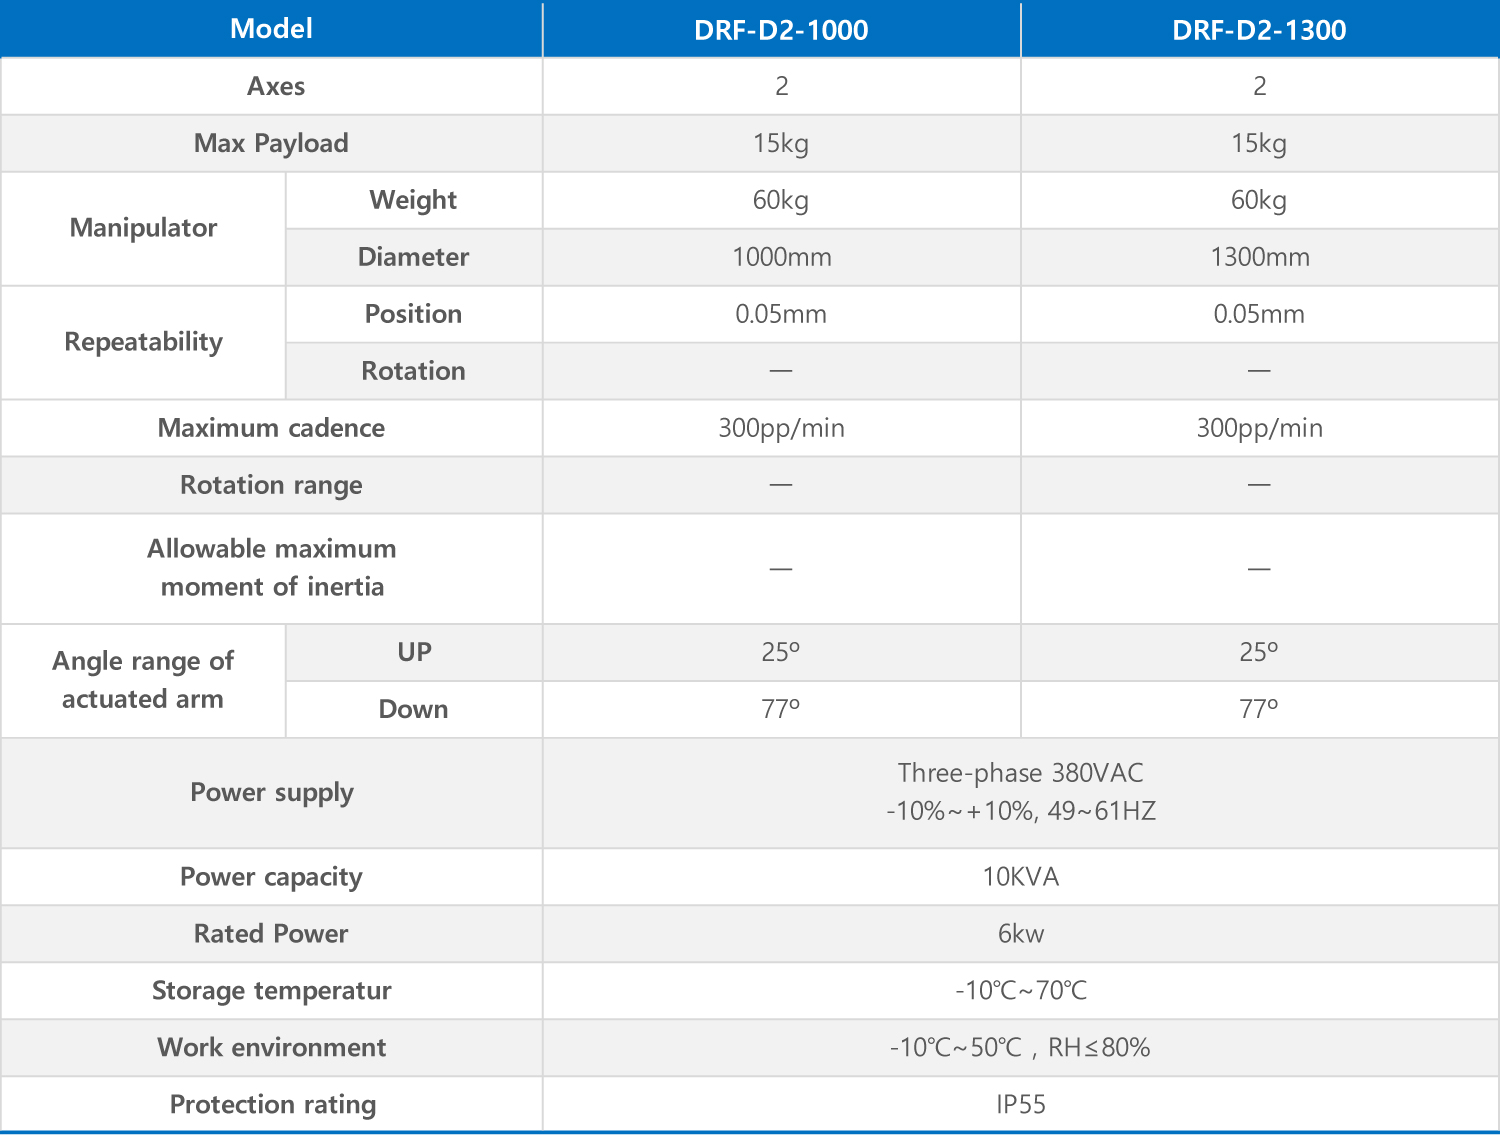 Model DRF-D2-1000 DRF-D2-1300
Axes 2 2
Max Payload 15kg 15kg
Manipulator
Weight 60kg 60kg
Diameter 1000mm 1300mm
Repeatability
Position 0.05mm 0.05mm
Rotation — —
Maximum cadence 300pp/min 300pp/min
Rotation range — —
Allowable maximum
moment of inertia
— —
Angle range of
actuated arm
UP 25º 25º
Down 77º 77º
Power supply
Three-phase 380VAC
-10%~+10%, 49~61HZ
Power capacity 10KVA
Rated Power 6kw
Storage temperatur -10℃~70℃
Work environment -10℃~50℃ , RH≤80%
Protection rating IP55